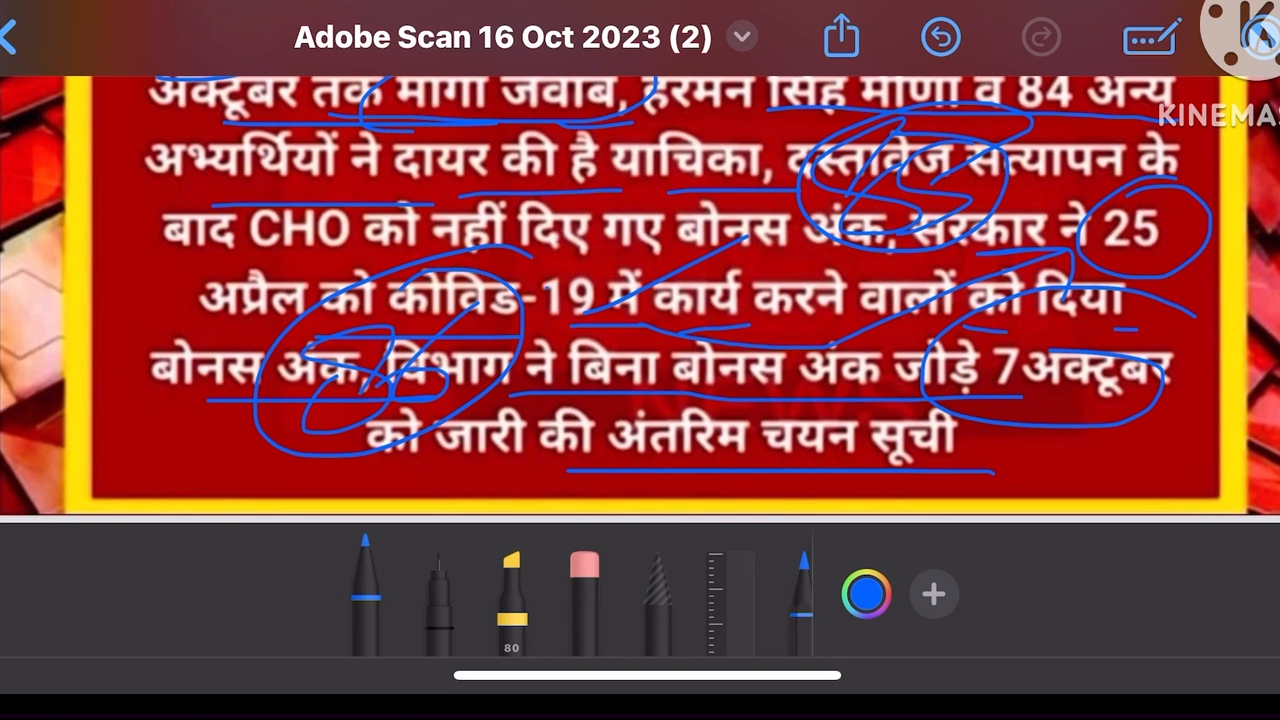 Adobe Scan 16 Oct 2023 (2)
KINEMAS
अक्टूबर तक मांगा जवाब, हरमन सिंह मीणा व 84 अन्य
अभ्यर्थियों ने दायर की है याचिका, दस्तावेज सत्यापन के
बाद CHO को नहीं दिए गए बोनस अंक, सरकार ने 25
अप्रैल को कोविड-19 में कार्य करने वालों को दिया
बोनस अंक, विभाग ने बिना बोनस अंक जोड़े 7अक्टूबर
को जारी की अंतरिम चयन सूची
80